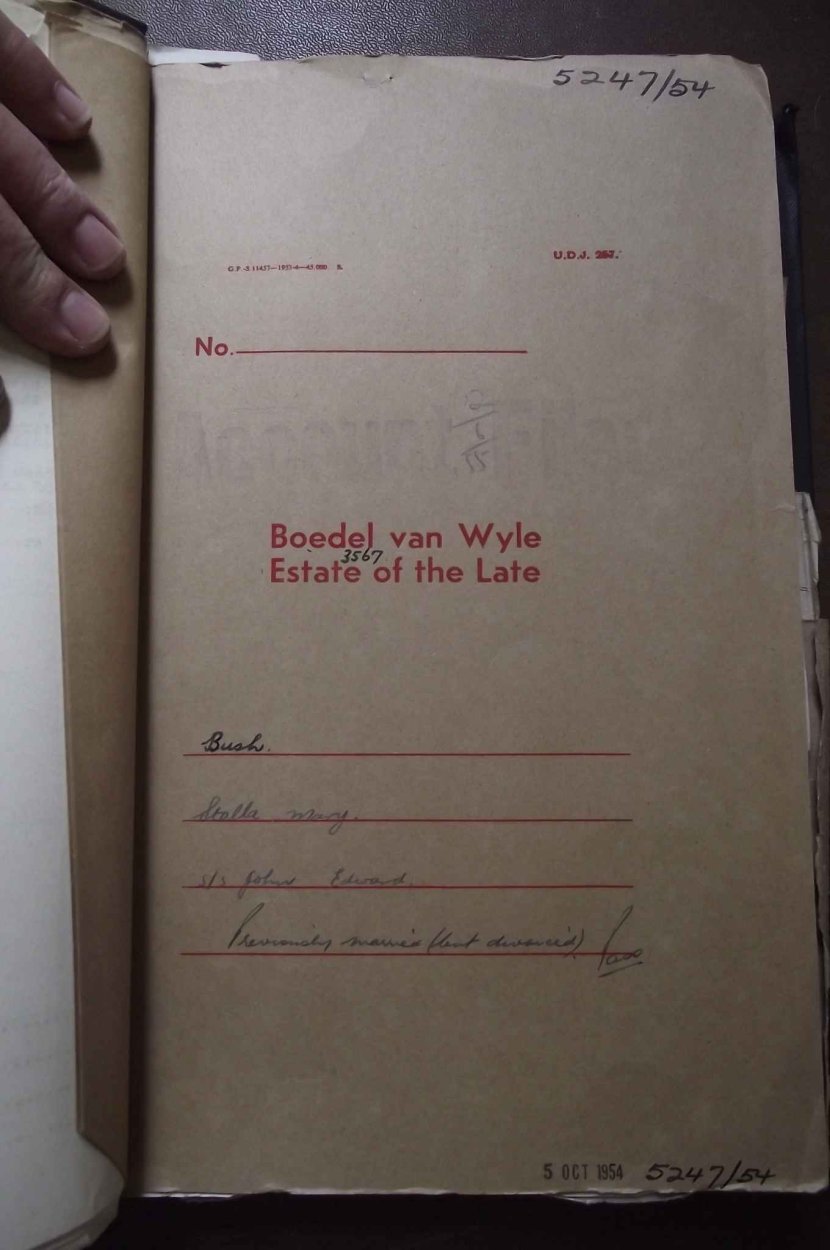 5247/54
U.D.J. 257.
G.P.-S.11457—1953-4—45,000 S.
No.
Boedel van Wyle
3567
Estate of the Late
Bush.
Stella Mary.
s/s John Edward.
Previously married (but divorced)
5 OCT 1954 5247/54